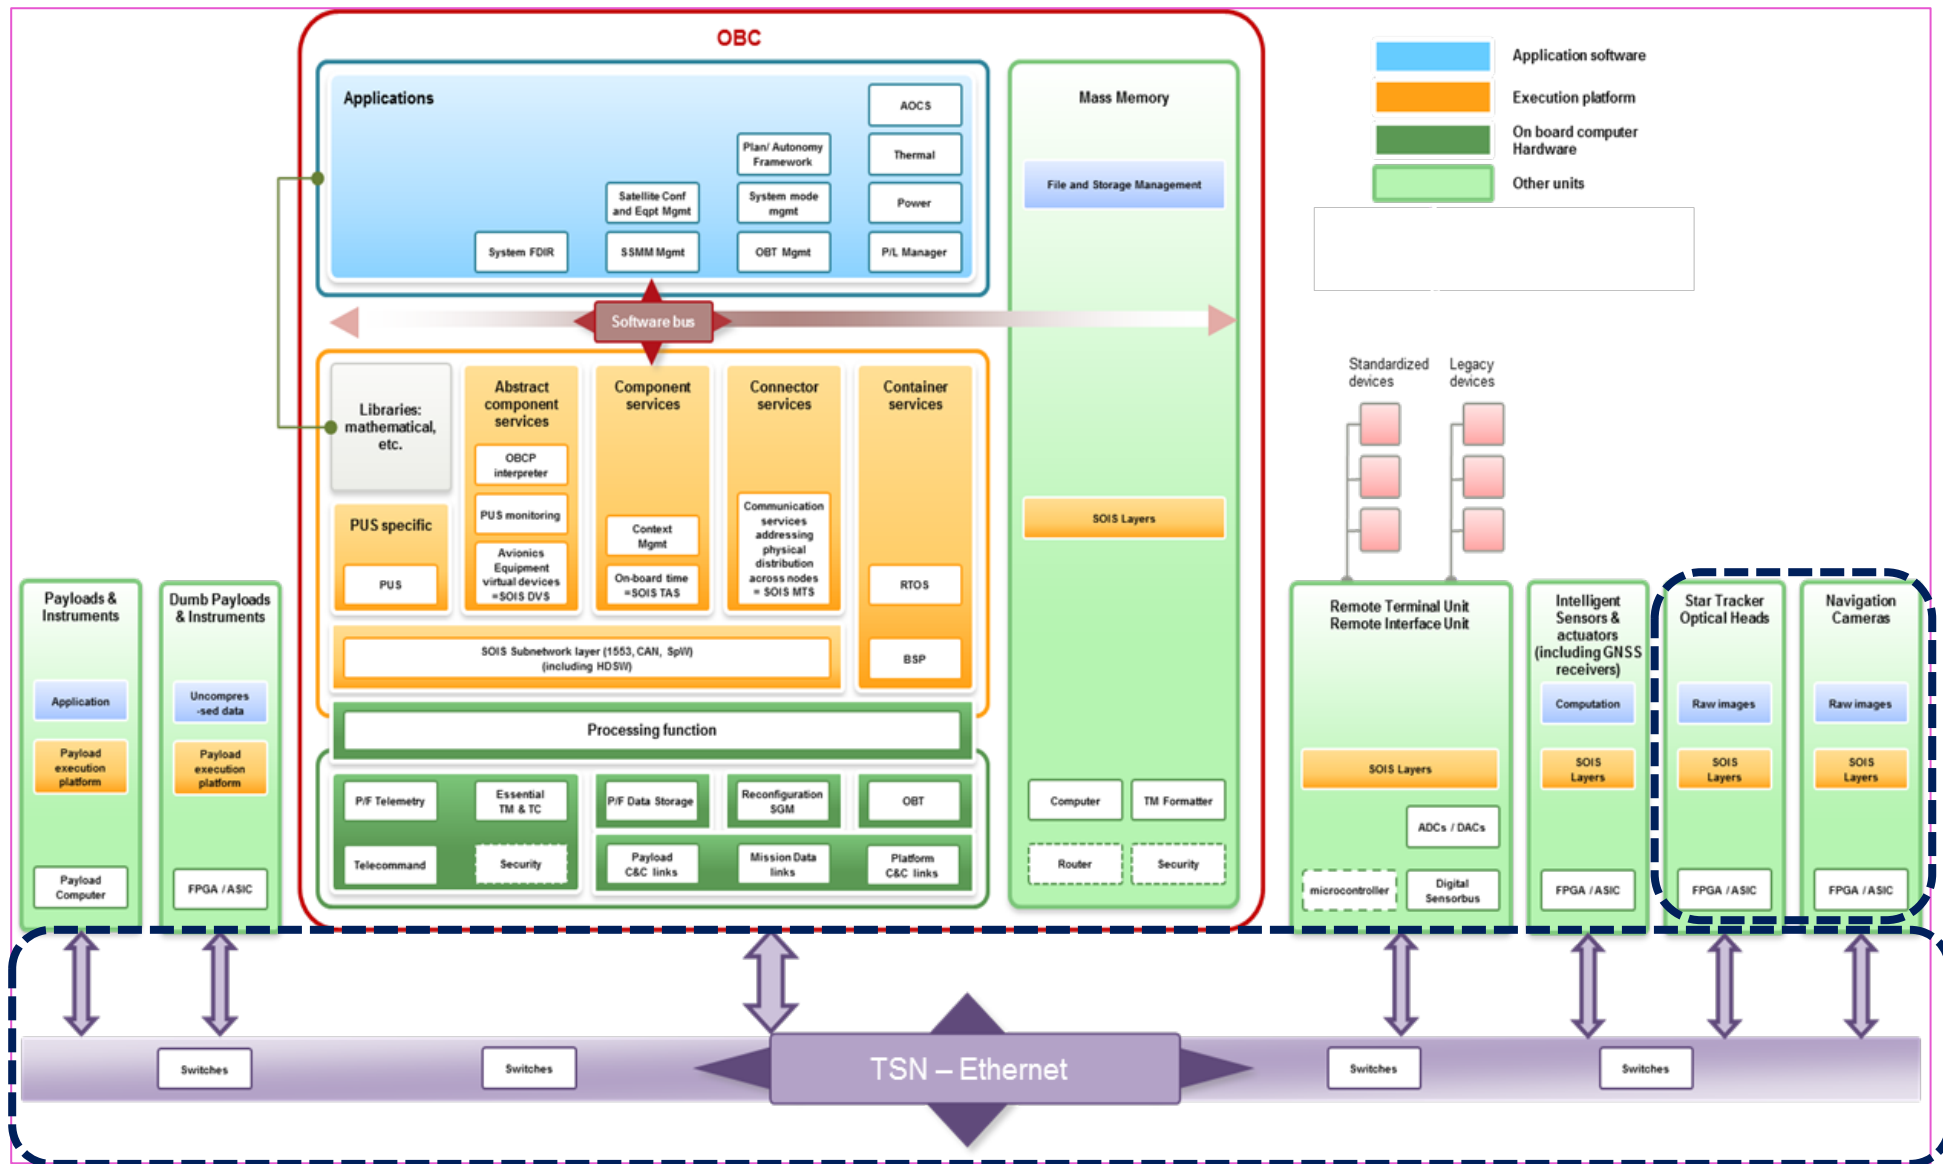 OBC
Applications
AOCS
Plan/ Autonomy
Framework
Thermal
Satellite Conf
and Eqpt Mgmt
System mode
mgmt
Power
System FDIR
SSMM Mgmt
OBT Mgmt
P/L Manager
Mass Memory
File and Storage Management
SOIS Layers
Computer
TM Formatter
Router
Security
Application software
Execution platform
On board computer
Hardware
Other units
Software bus
Libraries:
mathematical,
etc.
PUS specific
PUS
Abstract
component
services
OBCP
interpreter
PUS monitoring
Avionics
Equipment
virtual devices
=SOIS DVS
Component
services
Context
Mgmt
On-board time
=SOIS TAS
Connector
services
Communication
services
addressing
physical
distribution
across nodes
= SOIS MTS
Container
services
RTOS
BSP
SOIS Subnetwork layer (1553, CAN, SpW)
(including HDSW)
Processing function
P/F Telemetry
Essential
TM & TC
P/F Data Storage
Reconfiguration
SGM
OBT
Telecommand
Security
Payload
C&C links
Mission Data
links
Platform
C&C links
Payloads &
Instruments
Application
Payload
execution
platform
Payload
Computer
Dumb Payloads
& Instruments
Uncompres
-sed data
Payload
execution
platform
FPGA / ASIC
Standardized
devices
Legacy
devices
Remote Terminal Unit
Remote Interface Unit
SOIS Layers
ADCs / DACs
microcontroller
Digital
Sensorbus
Intelligent
Sensors &
actuators
(including GNSS
receivers)
Computation
SOIS
Layers
FPGA / ASIC
Star Tracker
Optical Heads
Raw images
SOIS
Layers
FPGA / ASIC
Navigation
Cameras
Raw images
SOIS
Layers
FPGA / ASIC
Switches
Switches
TSN – Ethernet
Switches
Switches